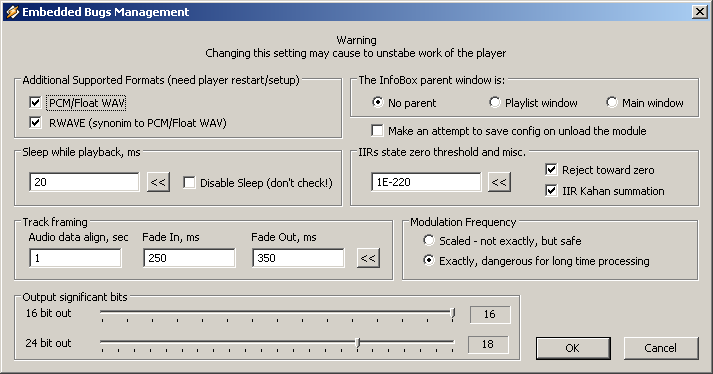 Embedded Bugs Management
Warning
Changing this setting may cause to unstabe work of the player
Additional Supported Formats (need player restart/setup)
PCM/Float WAV
RWAVE (synonim to PCM/Float WAV)
The InfoBox parent window is:
No parent
Playlist window
Main window
Make an attempt to save config on unload the module
Sleep while playback, ms
20
<<
Disable Sleep (don't check!)
IIRs state zero threshold and misc.
1E-220
<<
Reject toward zero
IIR Kahan summation
Track framing
Audio data align, sec
Fade In, ms
Fade Out, ms
1
250
350
<<
Modulation Frequency
Scaled - not exactly, but safe
Exactly, dangerous for long time processing
Output significant bits
16 bit out
16
24 bit out
18
OK
Cancel